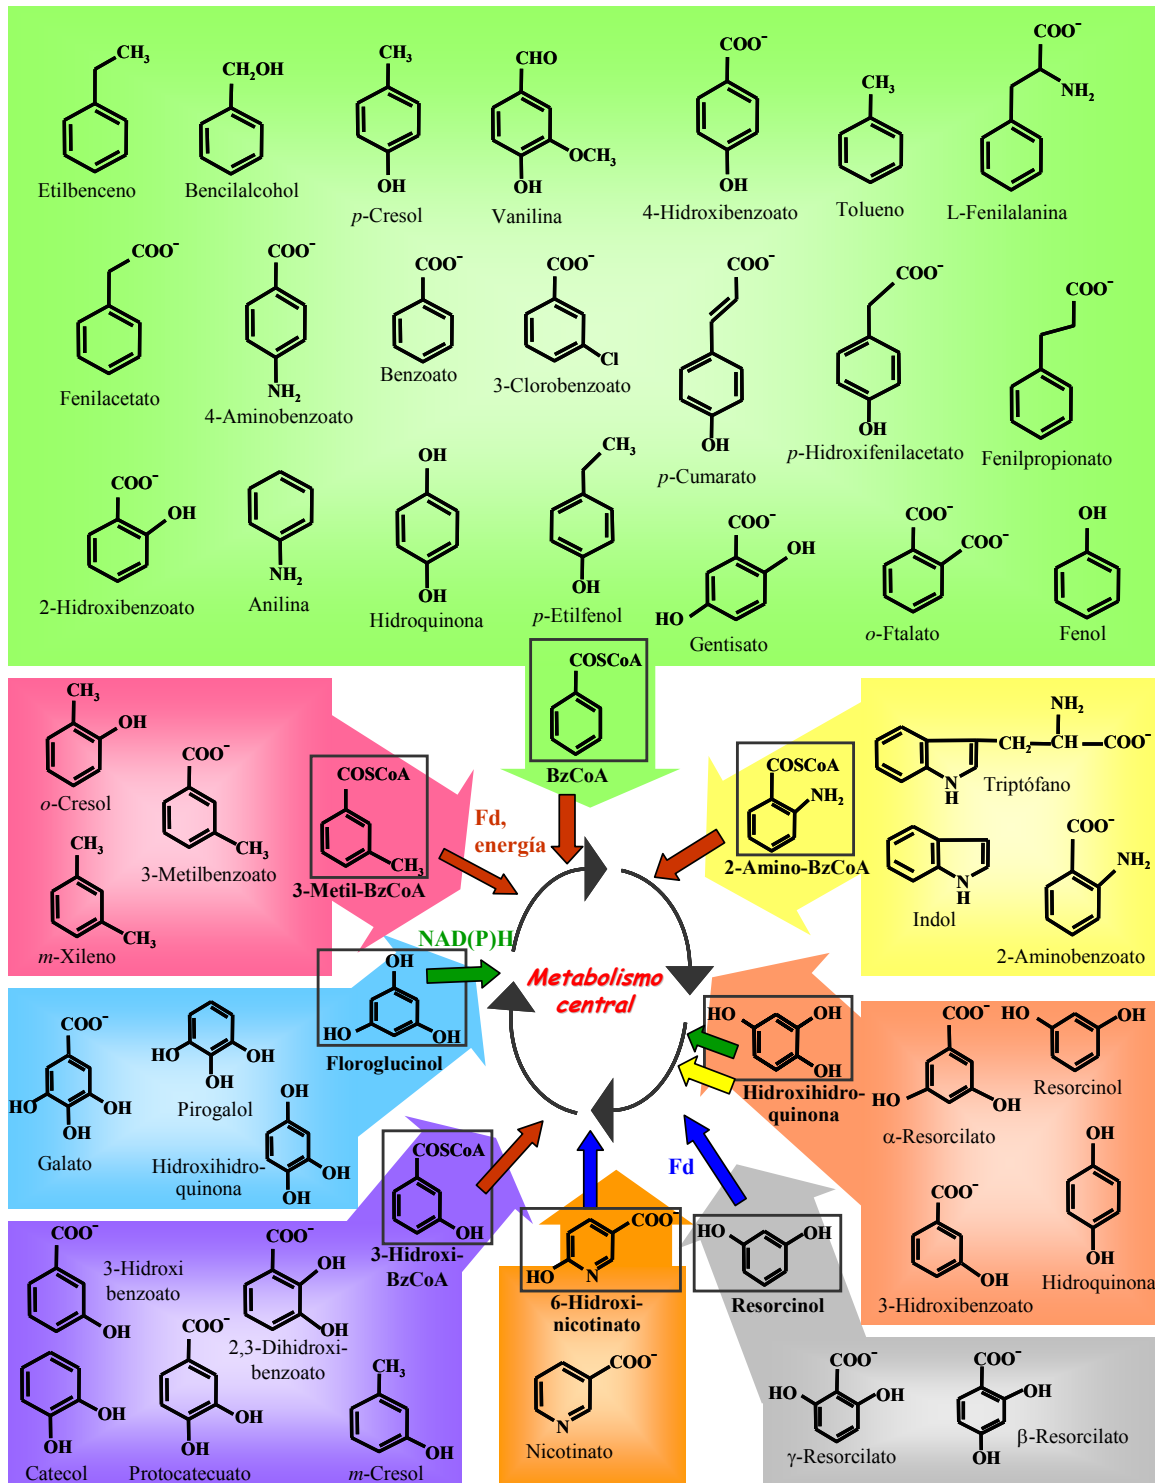 CH₃
Etilbenceno
CH₂OH
Bencilalcohol
CH₃
OH
p-Cresol
CHO
OCH₃
OH
Vanilina
COO⁻
OH
4-Hidroxibenzoato
CH₃
Tolueno
COO⁻
NH₂
L-Fenilalanina
COO⁻
Fenilacetato
COO⁻
NH₂
4-Aminobenzoato
COO⁻
Benzoato
COO⁻
Cl
3-Clorobenzoato
COO⁻
OH
p-Cumarato
COO⁻
OH
p-Hidroxifenilacetato
COO⁻
Fenilpropionato
COO⁻
OH
2-Hidroxibenzoato
NH₂
Anilina
OH
OH
Hidroquinona
CH₃
OH
p-Etilfenol
COO⁻
OH
HO
Gentisato
COO⁻
COO⁻
o-Ftalato
OH
Fenol
COSCoA
BzCoA
CH₃
OH
o-Cresol
COO⁻
CH₃
3-Metilbenzoato
CH₃
CH₃
m-Xileno
COSCoA
CH₃
3-Metil-BzCoA
Fd,
energía
COSCoA
NH₂
2-Amino-BzCoA
NH₂
CH₂
CH
COO⁻
N
H
Triptófano
N
H
Indol
COO⁻
NH₂
2-Aminobenzoato
NAD(P)H
OH
HO
OH
Floroglucinol
Metabolismo
central
COO⁻
HO
OH
OH
Galato
HO
OH
OH
Pirogalol
OH
OH
OH
Hidroxihidro-
quinona
HO
OH
OH
Hidroxihidro-
quinona
COO⁻
HO
OH
α-Resorcilato
HO
OH
Resorcinol
COO⁻
OH
3-Hidroxibenzoato
OH
OH
Hidroquinona
COSCoA
OH
3-Hidroxi-
BzCoA
COO⁻
OH
3-Hidroxi
benzoato
COO⁻
OH
OH
2,3-Dihidroxi-
benzoato
OH
OH
Catecol
COO⁻
OH
OH
Protocatecuato
CH₃
OH
m-Cresol
COO⁻
HO
N
6-Hidroxi-
nicotinato
COO⁻
N
Nicotinato
Fd
HO
OH
Resorcinol
COO⁻
HO
OH
γ-Resorcilato
COO⁻
OH
OH
β-Resorcilato